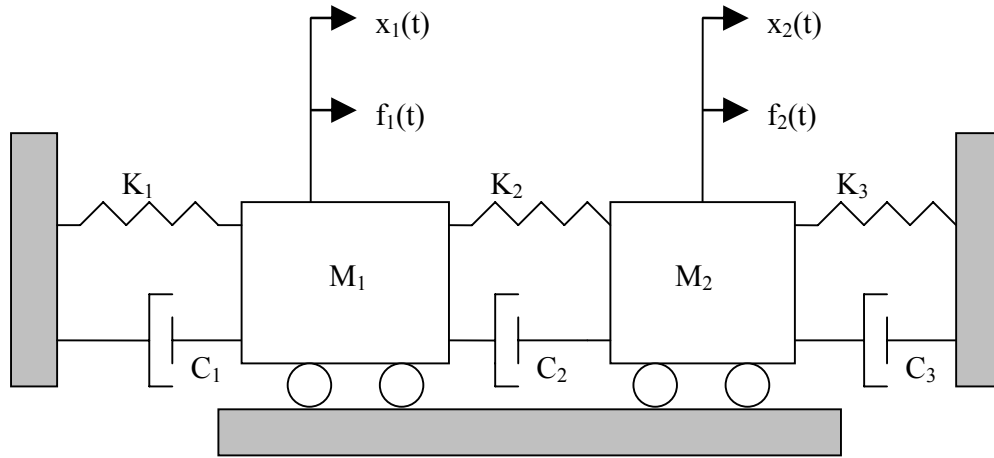 x₁(t) x₂(t)
f₁(t) f₂(t)
K₁ K₂ K₃
M₁ M₂
C₁ C₂ C₃